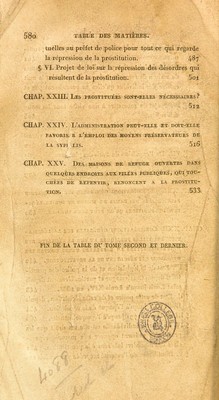 580 TABLE DES MATIÈRES.
tuelles au préfet de police pour tout ce qui regarde
la répression de la prostitution. 487
§ VI. Projet de loi sur la répression des désordres qui
résultent de la prostitution. 501
CHAP. XXIII. LES PROSTITUÉES SONT-ELLES NÉCESSAIRES?
512
CHAP. XXIV. L'ADMINISTRATION PEUT-ELLE ET DOIT-ELLE
FAVORISER L'EMPLOI DES MOYENS PRÉSERVATEURS DE
LA SYPHILIS. 516
CHAP. XXV. DES MAISONS DE REFUGE OUVERTES DANS
QUELQUES ENDROITS AUX FILLES PUBLIQUES, QUI TOU-
CHÉES DE REPENTIR, RENONCENT A LA PROSTITU-
TION. 533
FIN DE LA TABLE DU TOME SECOND ET DERNIER.